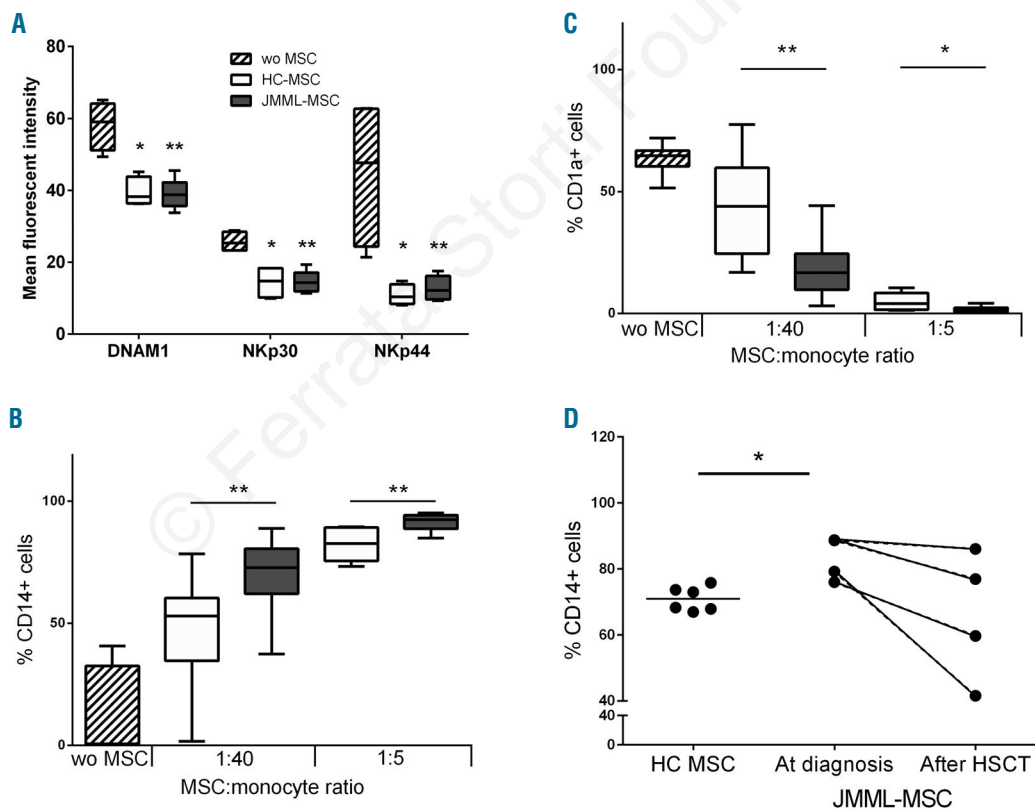 A
Mean fluorescent intensity
80
60
40
20
0
wo MSC
HC-MSC
JMML-MSC
* **
* **
* **
DNAM1 NKp30 NKp44
B
% CD14+ cells
100
50
0
** **
wo MSC 1:40 1:5
MSC:monocyte ratio
C
% CD1a+ cells
100
50
0
** *
wo MSC 1:40 1:5
MSC:monocyte ratio
D
% CD14+ cells
120
100
80
60
40
40
0
*
HC MSC At diagnosis After HSCT
JMML-MSC
© Ferrata Storti Foun